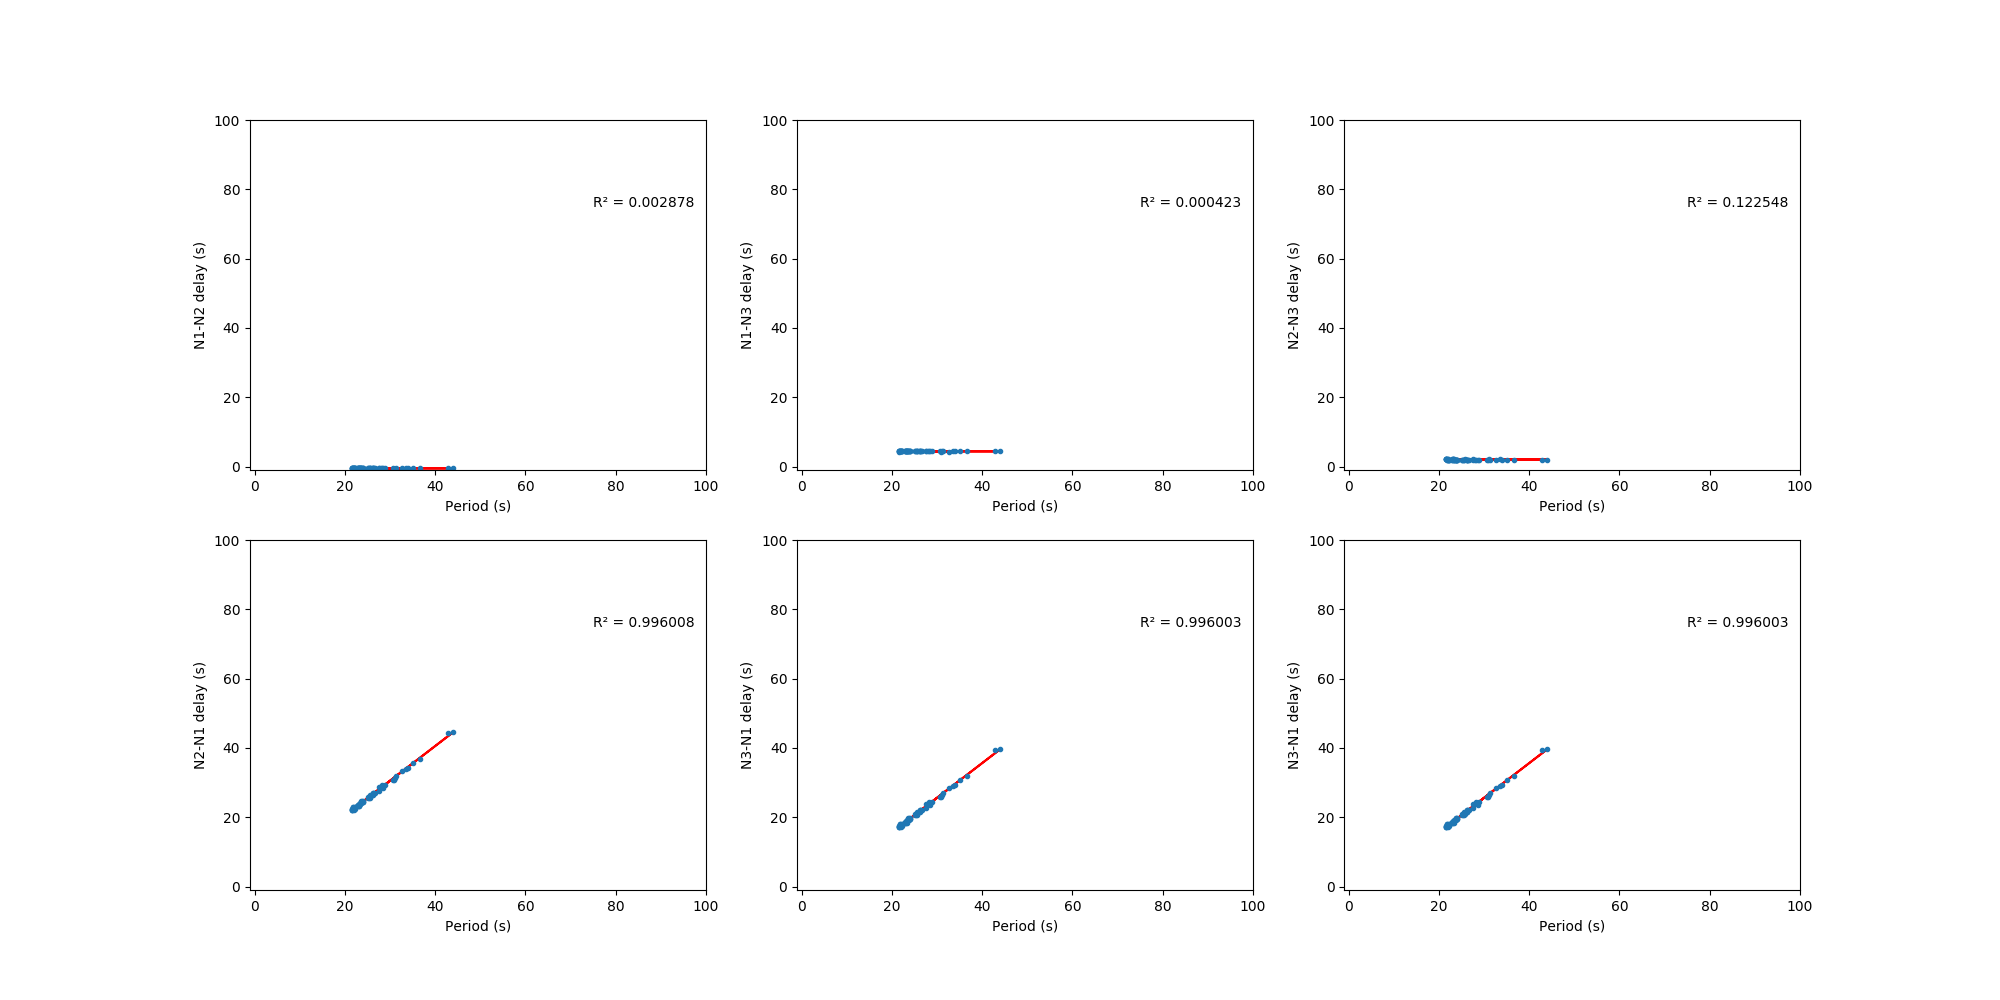 100
80
60
40
20
0
N1-N2 delay (s)
R² = 0.002878
0 20 40 60 80 100
Period (s)
100
80
60
40
20
0
N1-N3 delay (s)
R² = 0.000423
0 20 40 60 80 100
Period (s)
100
80
60
40
20
0
N2-N3 delay (s)
R² = 0.122548
0 20 40 60 80 100
Period (s)
100
80
60
40
20
0
N2-N1 delay (s)
R² = 0.996008
0 20 40 60 80 100
Period (s)
100
80
60
40
20
0
N3-N1 delay (s)
R² = 0.996003
0 20 40 60 80 100
Period (s)
100
80
60
40
20
0
N3-N1 delay (s)
R² = 0.996003
0 20 40 60 80 100
Period (s)